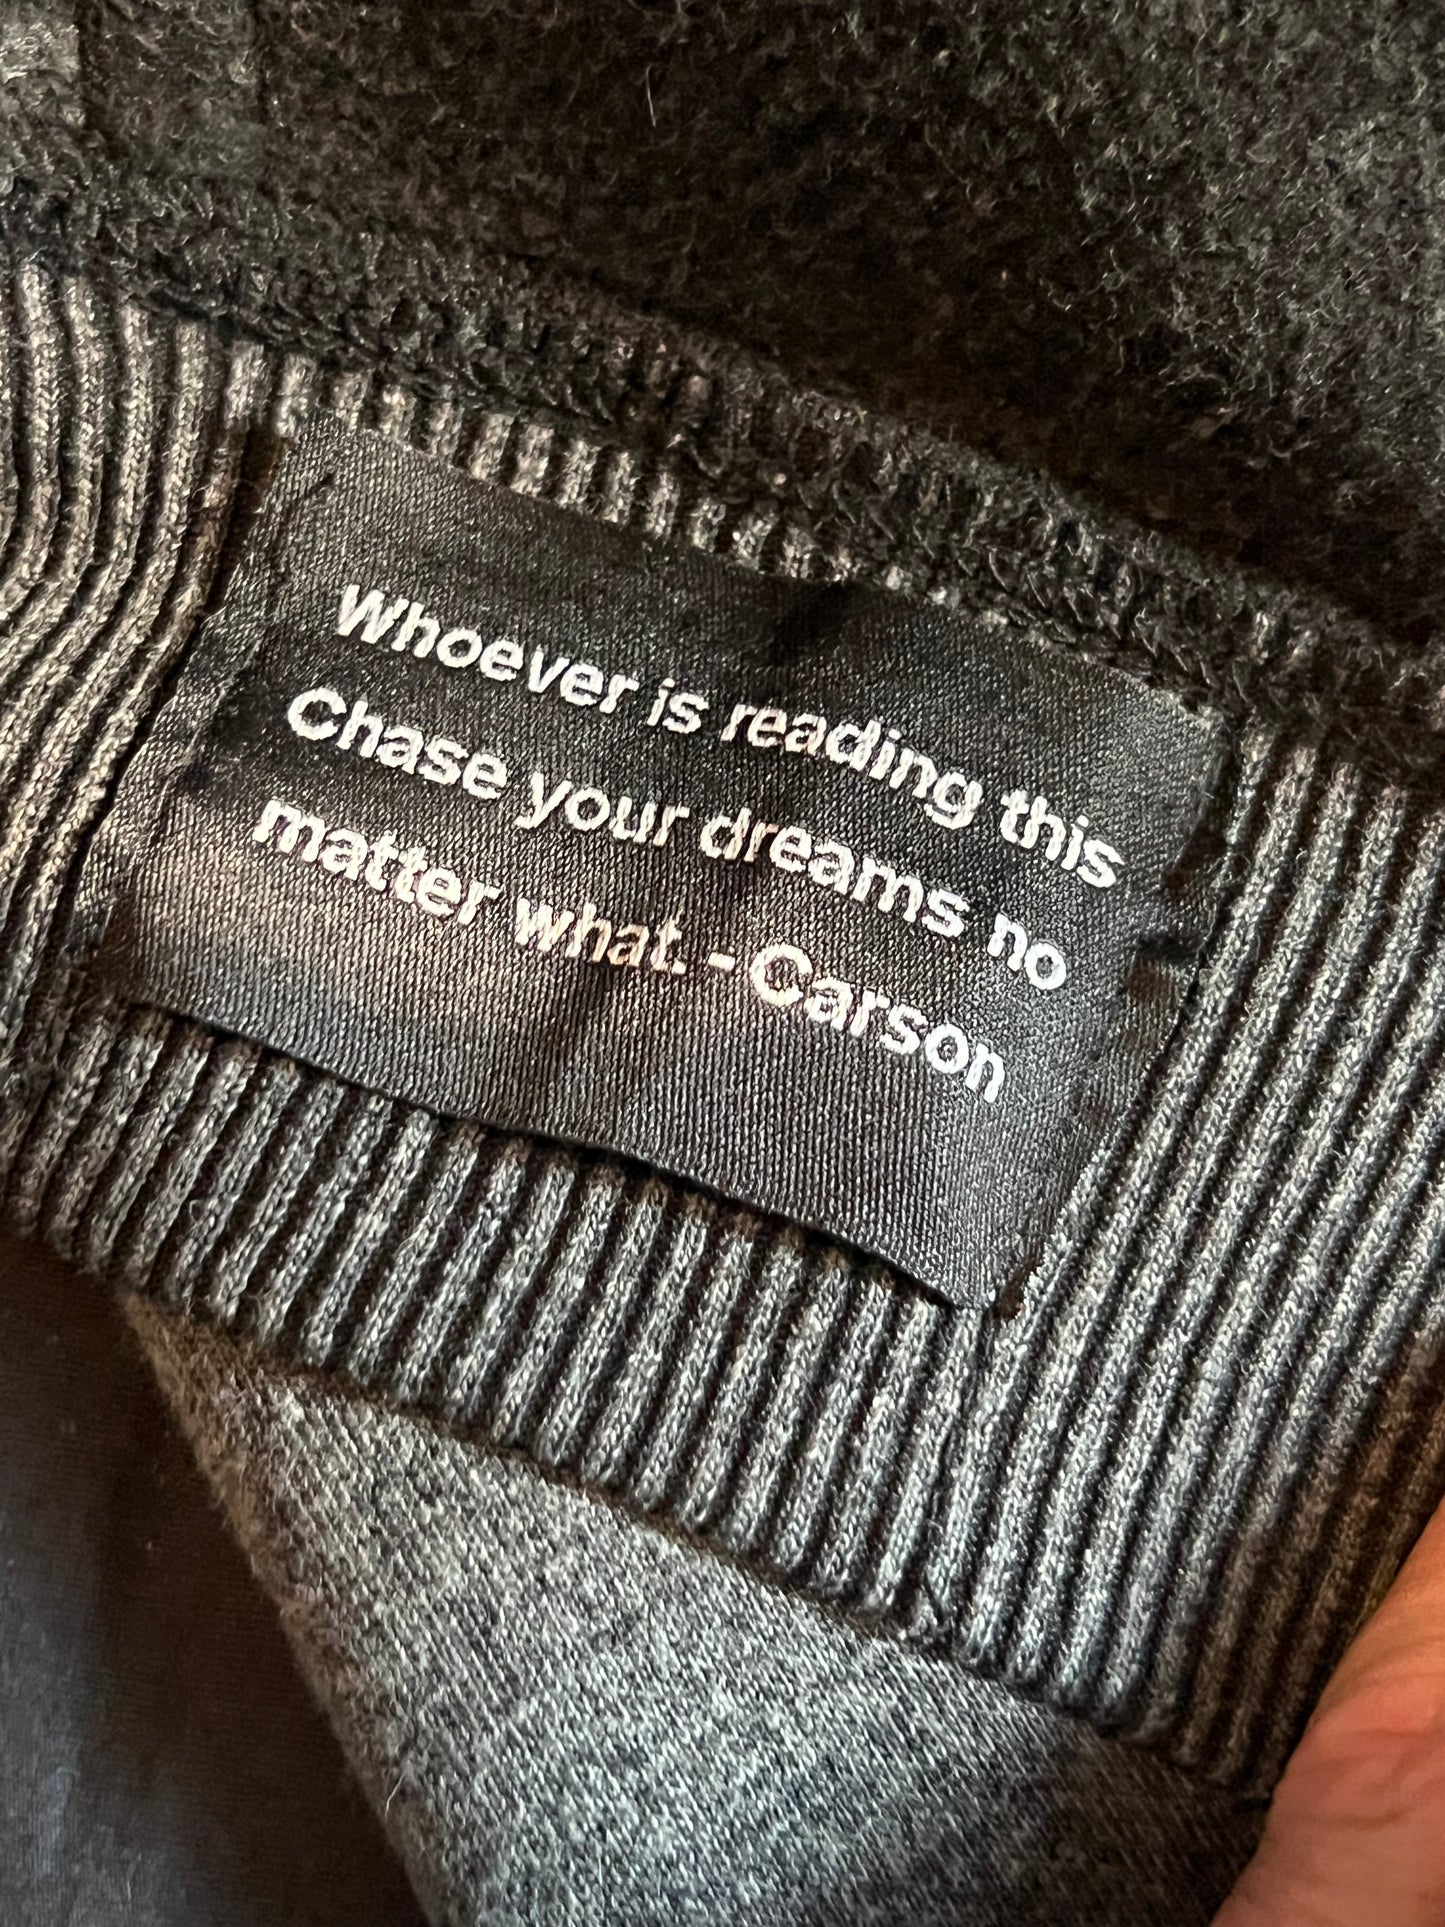 Whoever is reading this
Chase your dreams no
matter what. - Carson